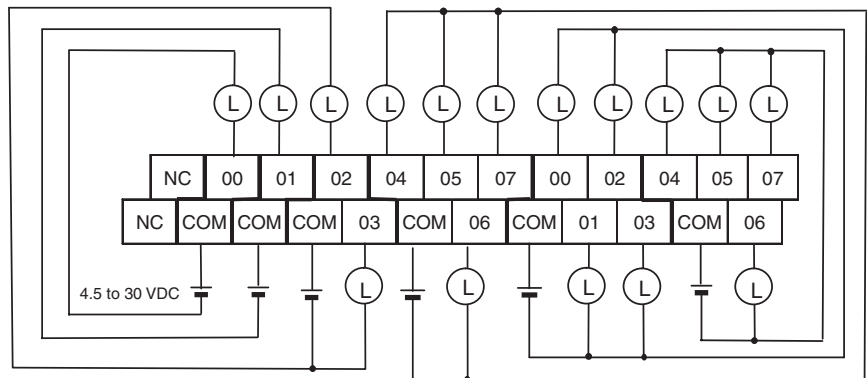 L L L L L L L L L L L
NC 00 01 02 04 05 07 00 02 04 05 07
NC COM COM COM 03 COM 06 COM 01 03 COM 06
4.5 to 30 VDC L L L L L